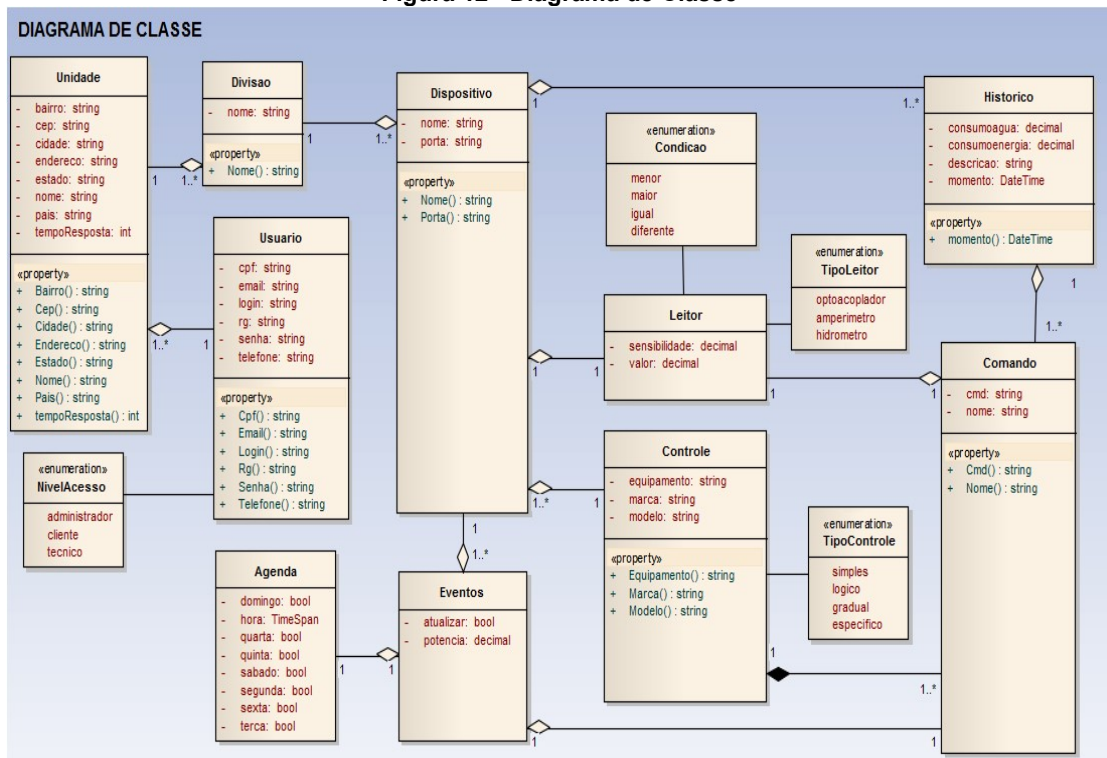 Figura 12 - Diagrama de Classe
DIAGRAMA DE CLASSE
Unidade
- bairro: string
- cep: string
- cidade: string
- endereco: string
- estado: string
- nome: string
- pais: string
- tempoResposta: int
«property»
+ Bairro() : string
+ Cep() : string
+ Cidade() : string
+ Endereco() : string
+ Estado() : string
+ Nome() : string
+ Pais() : string
+ tempoResposta() : int
1
1..*
Divisao
- nome: string
«property»
+ Nome() : string
1
1..*
Usuario
- cpf: string
- email: string
- login: string
- rg: string
- senha: string
- telefone: string
«property»
+ Cpf() : string
+ Email() : string
+ Login() : string
+ Rg() : string
+ Senha() : string
+ Telefone() : string
1..*
1
«enumeration»
NivelAcesso
administrador
cliente
tecnico
Dispositivo
- nome: string
- porta: string
«property»
+ Nome() : string
+ Porta() : string
1
1..*
Historico
- consumoagua: decimal
- consumoenergia: decimal
- descricao: string
- momento: DateTime
«property»
+ momento() : DateTime
1
1..*
«enumeration»
Condicao
menor
maior
igual
diferente
«enumeration»
TipoLeitor
optoacoplador
amperimetro
hidrometro
Leitor
- sensibilidade: decimal
- valor: decimal
1
1
1
1
Comando
- cmd: string
- nome: string
«property»
+ Cmd() : string
+ Nome() : string
Controle
- equipamento: string
- marca: string
- modelo: string
«property»
+ Equipamento() : string
+ Marca() : string
+ Modelo() : string
1..*
1
1
1..*
«enumeration»
TipoControle
simples
logico
gradual
especifico
1
1..*
Agenda
- domingo: bool
- hora: TimeSpan
- quarta: bool
- quinta: bool
- sabado: bool
- segunda: bool
- sexta: bool
- terca: bool
1
1
Eventos
- atualizar: bool
- potencia: decimal
1
1